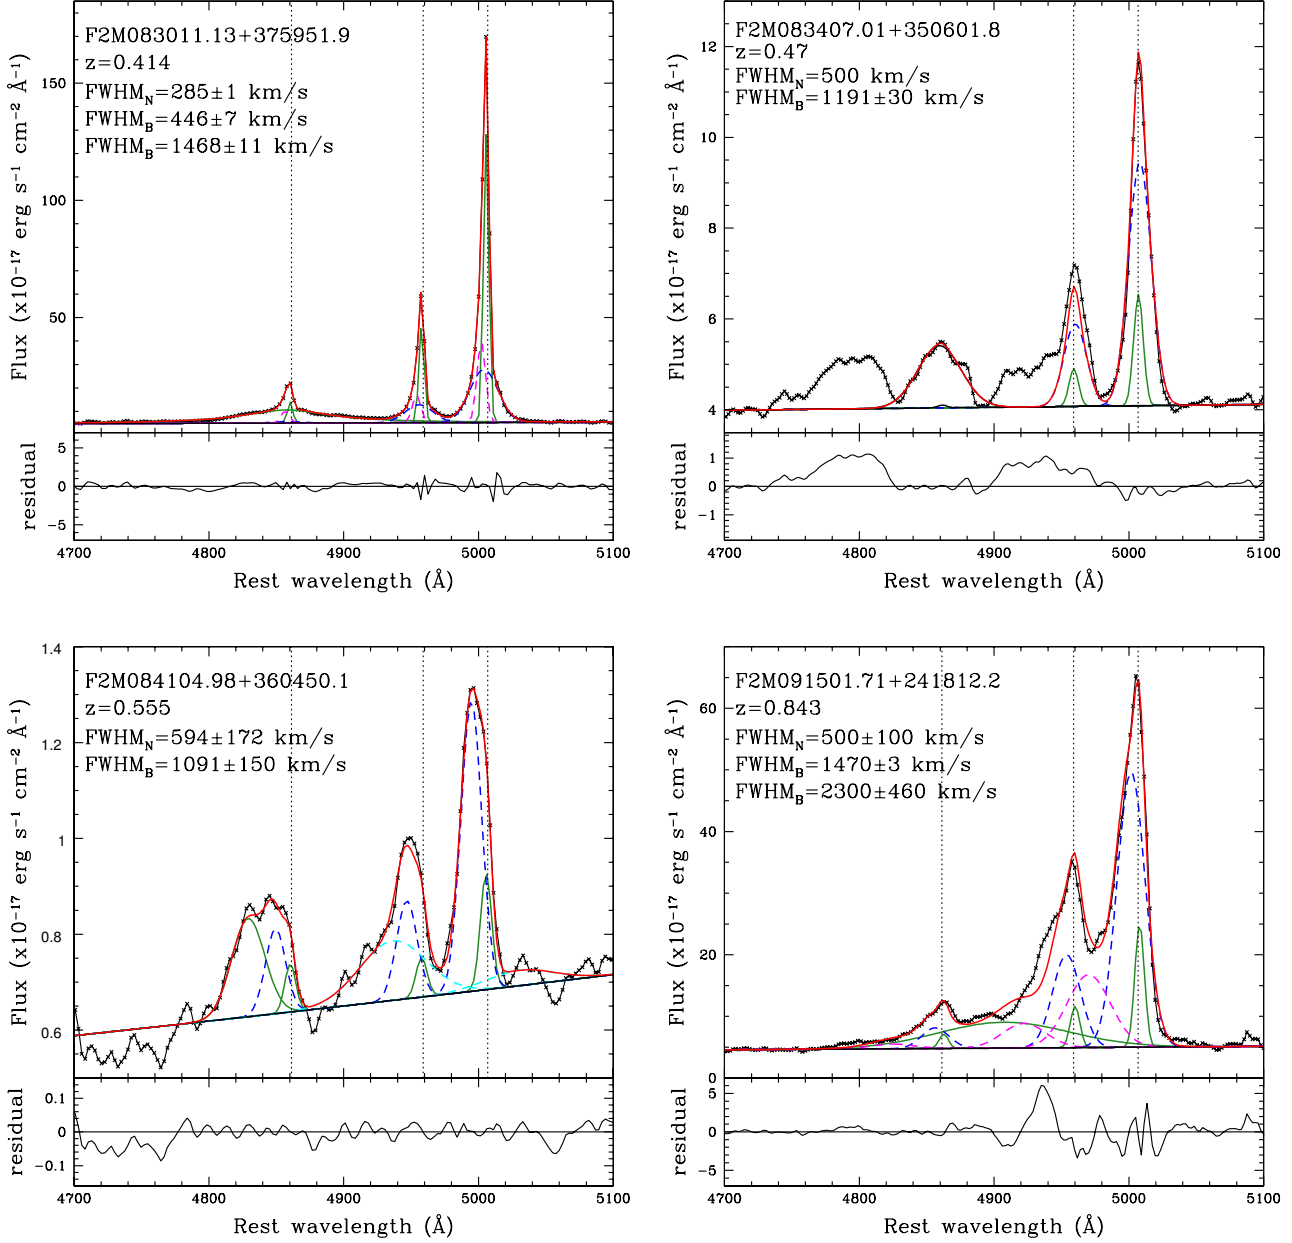 F2M083011.13+375951.9
z=0.414
FWHM_N=285±1 km/s
FWHM_B=446±7 km/s
FWHM_B=1468±11 km/s
Flux (x10⁻¹⁷ erg s⁻¹ cm⁻² Å⁻¹)
150
100
50
residual
5
0
−5
4700 4800 4900 5000 5100
Rest wavelength (Å)
F2M083407.01+350601.8
z=0.47
FWHM_N=500 km/s
FWHM_B=1191±30 km/s
Flux (x10⁻¹⁷ erg s⁻¹ cm⁻² Å⁻¹)
12
10
8
6
4
residual
1
0
−1
4700 4800 4900 5000 5100
Rest wavelength (Å)
F2M084104.98+360450.1
z=0.555
FWHM_N=594±172 km/s
FWHM_B=1091±150 km/s
Flux (x10⁻¹⁷ erg s⁻¹ cm⁻² Å⁻¹)
1.4
1.2
1
0.8
0.6
residual
0.1
0
−0.1
4700 4800 4900 5000 5100
Rest wavelength (Å)
F2M091501.71+241812.2
z=0.843
FWHM_N=500±100 km/s
FWHM_B=1470±3 km/s
FWHM_B=2300±460 km/s
Flux (x10⁻¹⁷ erg s⁻¹ cm⁻² Å⁻¹)
60
40
20
0
residual
5
0
−5
4700 4800 4900 5000 5100
Rest wavelength (Å)